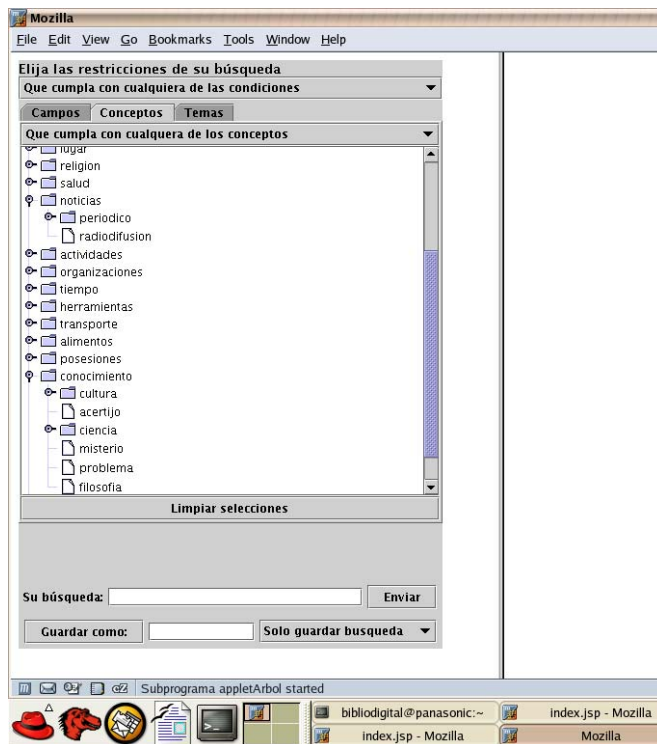 Mozilla
File Edit View Go Bookmarks Tools Window Help
Elija las restricciones de su búsqueda
Que cumpla con cualquiera de las condiciones
Campos Conceptos Temas
Que cumpla con cualquera de los conceptos
lugar
religion
salud
noticias
periodico
radiodifusion
actividades
organizaciones
tiempo
herramientas
transporte
alimentos
posesiones
conocimiento
cultura
acertijo
ciencia
misterio
problema
filosofia
Limpiar selecciones
Su búsqueda: Enviar
Guardar como: Solo guardar busqueda
Subprograma appletArbol started
bibliodigital@panasonic:~ index.jsp - Mozilla
index.jsp - Mozilla Mozilla